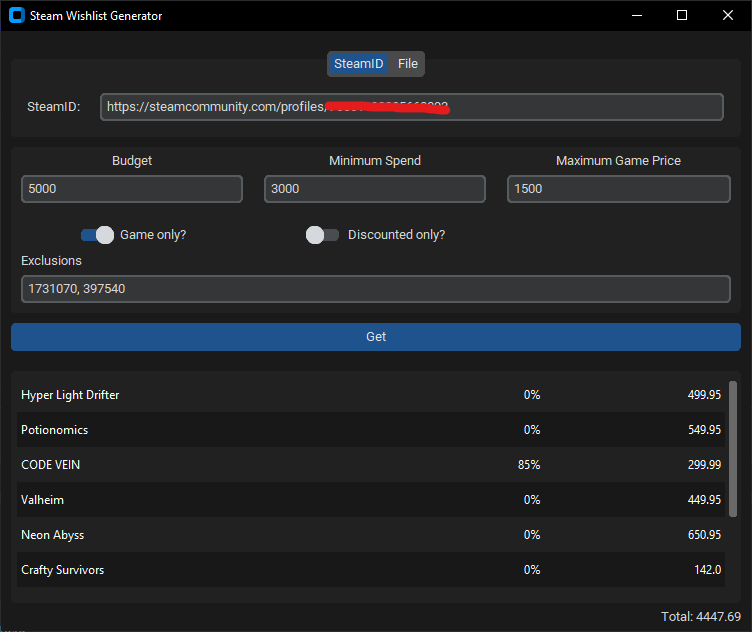 Steam Wishlist Generator
SteamID File
SteamID: https://steamcommunity.com/profiles/
Budget Minimum Spend Maximum Game Price
5000 3000 1500
Game only? Discounted only?
Exclusions
1731070, 397540
Get
Hyper Light Drifter 0% 499.95
Potionomics 0% 549.95
CODE VEIN 85% 299.99
Valheim 0% 449.95
Neon Abyss 0% 650.95
Crafty Survivors 0% 142.0
Total: 4447.69